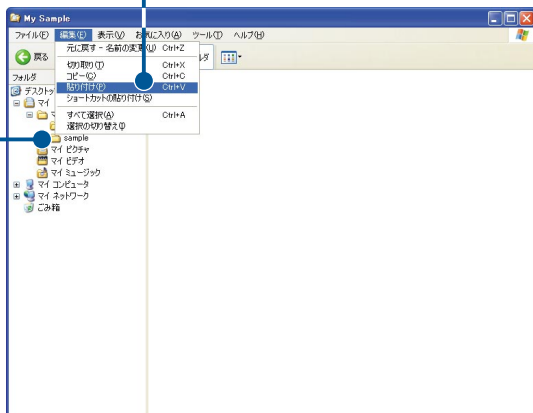 My Sample
ファイル(F) 編集(E) 表示(V) お気に入り(A) ツール(T) ヘルプ(H)
元に戻す - 名前の変更(U) Ctrl+Z
戻る
切り取り(T) Ctrl+X
コピー(C) Ctrl+C
貼り付け(P) Ctrl+V
ショートカットの貼り付け(S)
すべて選択(A) Ctrl+A
選択の切り替え(I)
フォルダ
sample
マイ ピクチャ
マイ ビデオ
マイ ミュージック
マイ コンピュータ
マイ ネットワーク
ごみ箱